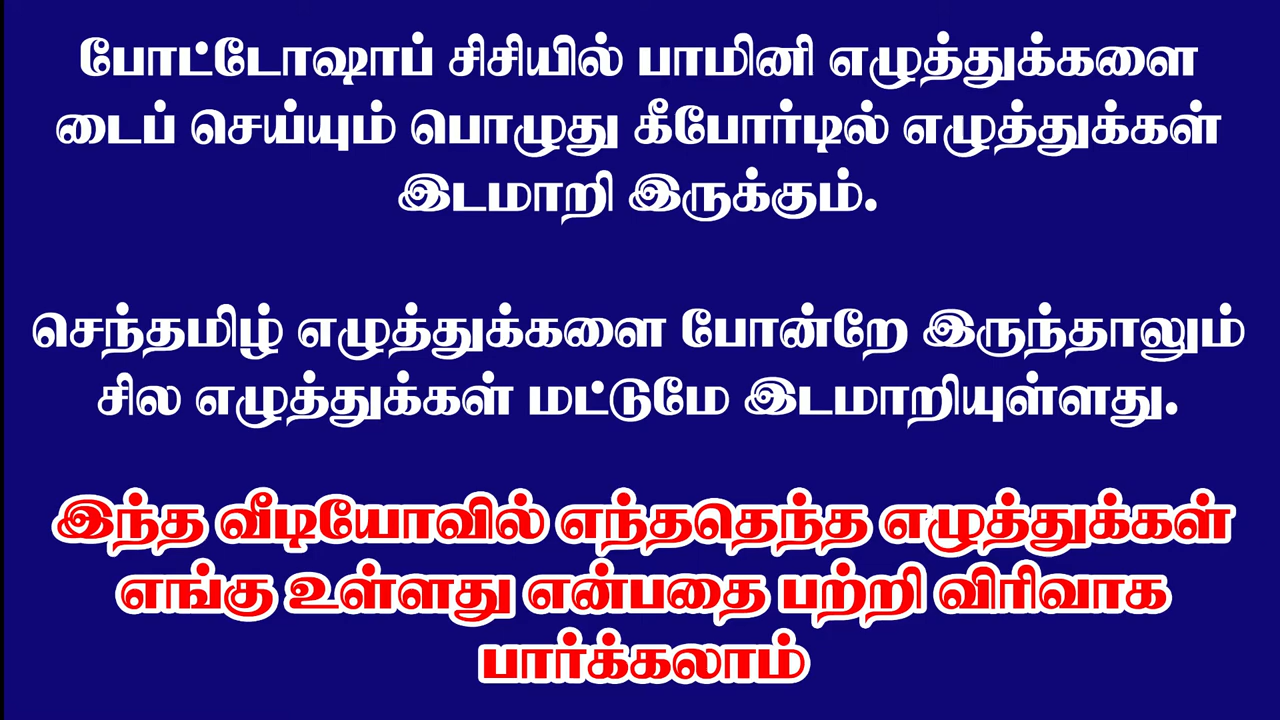 போட்டோஷாப் சிசியில் பாமினி எழுத்துக்களை
டைப் செய்யும் பொழுது கீபோர்டில் எழுத்துக்கள்
இடமாறி இருக்கும்.
செந்தமிழ் எழுத்துக்களை போன்றே இருந்தாலும்
சில எழுத்துக்கள் மட்டுமே இடமாறியுள்ளது.
இந்த வீடியோவில் எந்ததெந்த எழுத்துக்கள்
எங்கு உள்ளது என்பதை பற்றி விரிவாக
பார்க்கலாம்